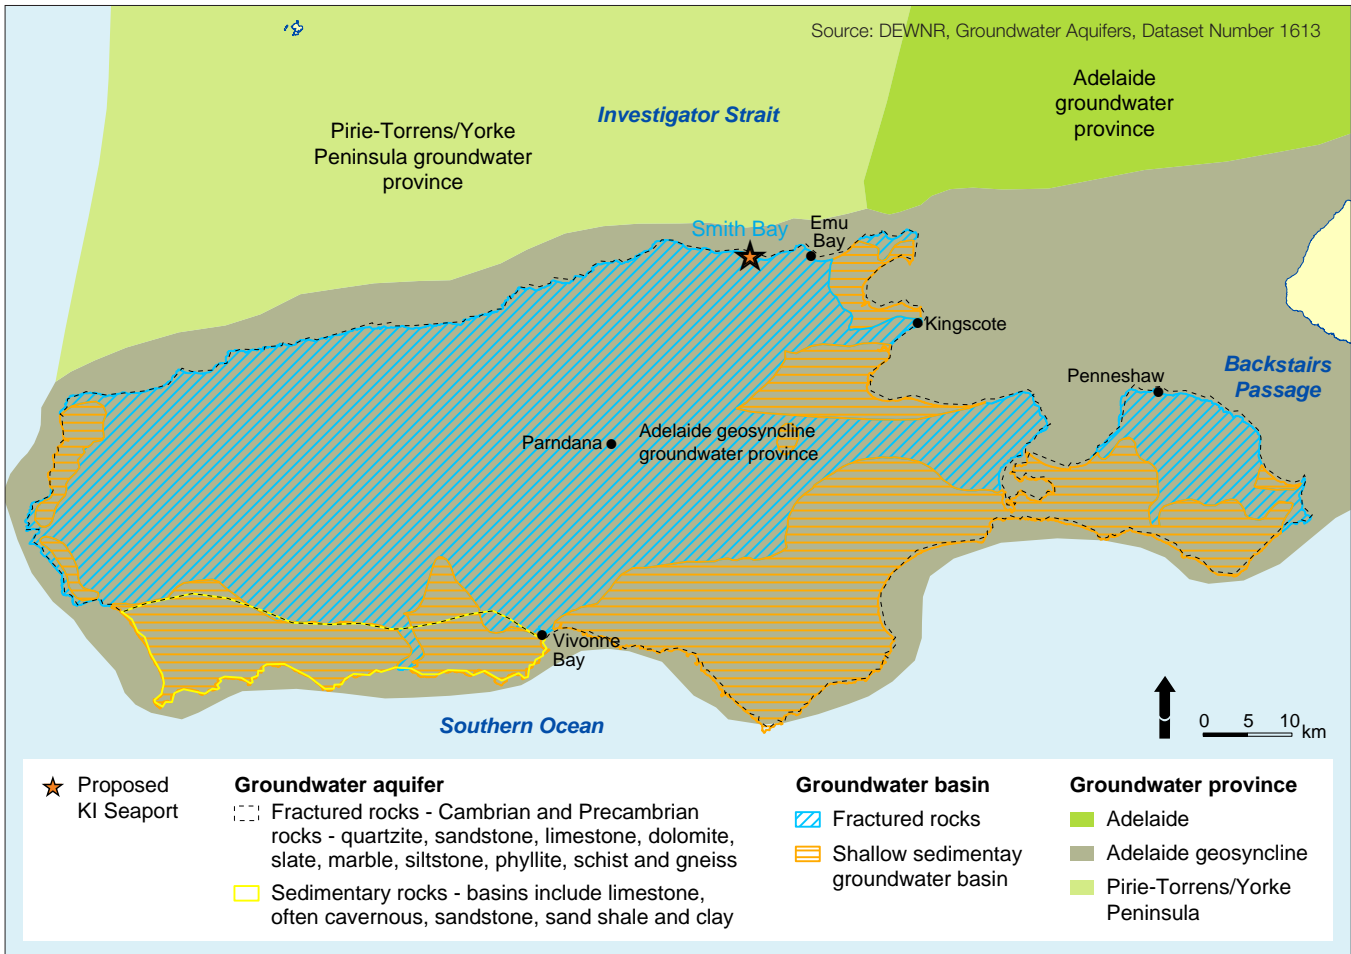 Source: DEWNR, Groundwater Aquifers, Dataset Number 1613
Adelaide
groundwater
province
Investigator Strait
Pirie-Torrens/Yorke
Peninsula groundwater
province
Smith Bay
Emu
Bay
Kingscote
Backstairs
Passage
Penneshaw
Parndana
Adelaide geosyncline
groundwater province
Vivonne
Bay
Southern Ocean
0 5 10
km
Proposed
KI Seaport
Groundwater aquifer
Fractured rocks - Cambrian and Precambrian
rocks - quartzite, sandstone, limestone, dolomite,
slate, marble, siltstone, phyllite, schist and gneiss
Sedimentary rocks - basins include limestone,
often cavernous, sandstone, sand shale and clay
Groundwater basin
Fractured rocks
Shallow sedimentay
groundwater basin
Groundwater province
Adelaide
Adelaide geosyncline
Pirie-Torrens/Yorke
Peninsula